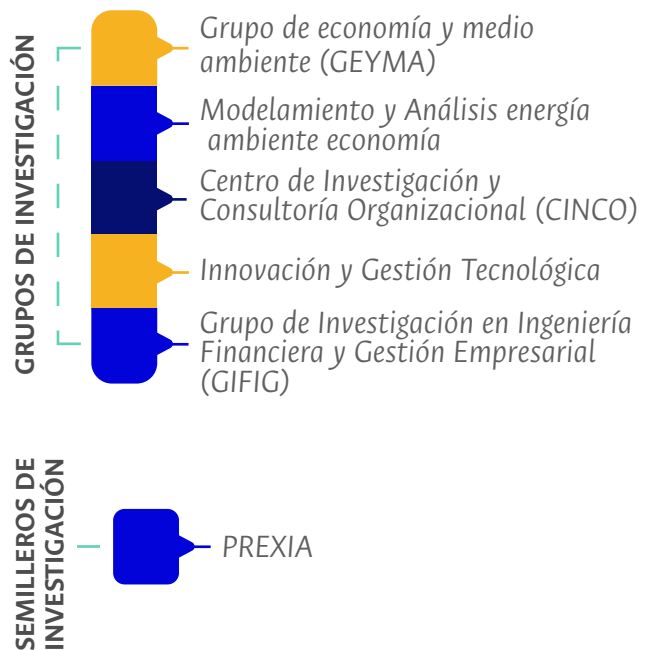 GRUPOS DE INVESTIGACIÓN
Grupo de economía y medio
ambiente (GEYMA)
Modelamiento y Análisis energía
ambiente economía
Centro de Investigación y
Consultoría Organizacional (CINCO)
Innovación y Gestión Tecnológica
Grupo de Investigación en Ingeniería
Financiera y Gestión Empresarial
(GIFIG)
SEMILLEROS DE
INVESTIGACIÓN
PREXIA